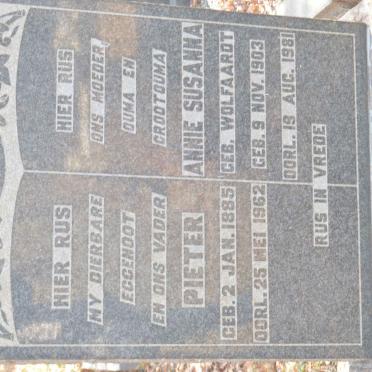 HIER RUS
MY DIERBARE
EGGENOOT
EN ONS VADER
PIETER
GEB. 2 JAN. 1885
OORL. 25 MEI 1962
HIER RUS
ONS MOEDER
OUMA EN
GROOTOUMA
ANNE SUSANNA
GEB. WOLFAARDT
GEB. 9 NOV. 1903
OORL. 19 AUG. 1981
RUS IN VREDE